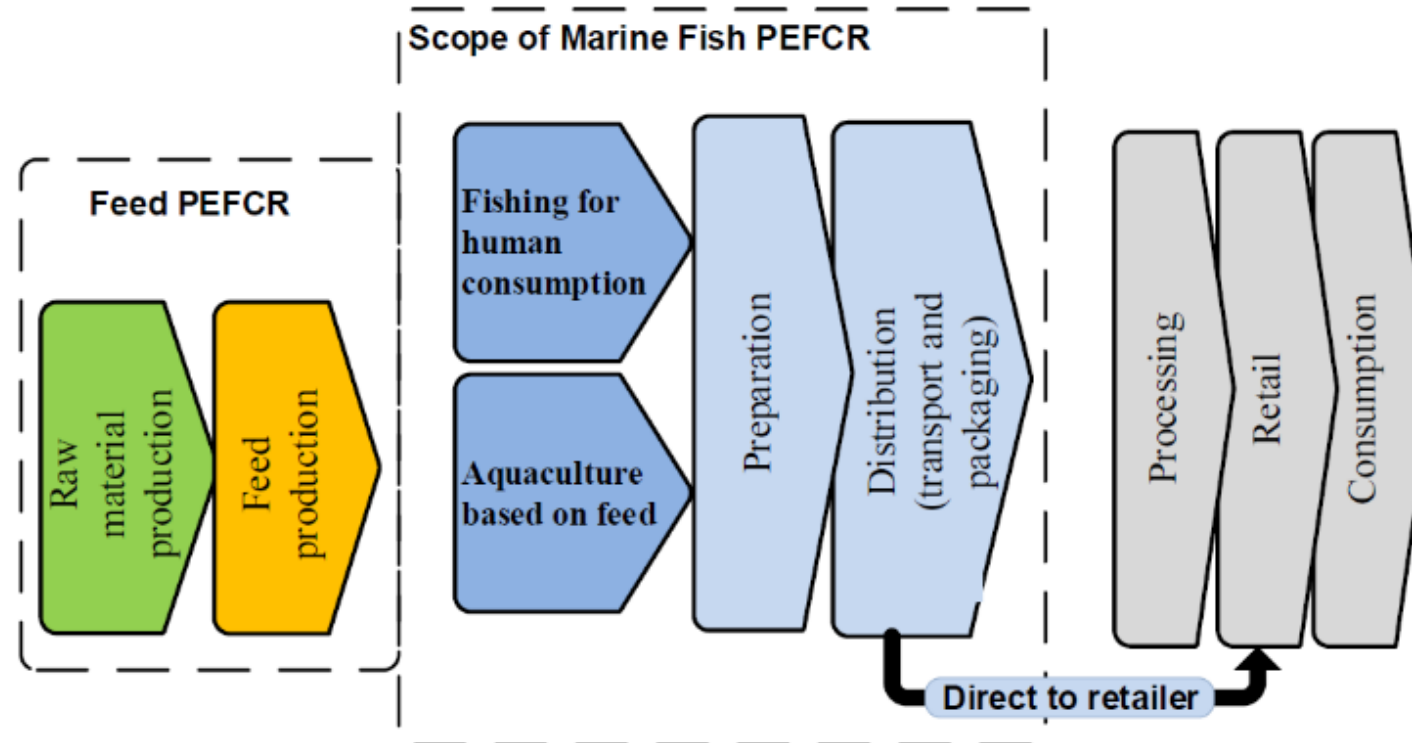 Scope of Marine Fish PEFCR
Feed PEFCR
Raw
material
production
Feed
production
Fishing for
human
consumption
Aquaculture
based on feed
Preparation
Distribution
(transport and
packaging)
Processing
Retail
Consumption
Direct to retailer